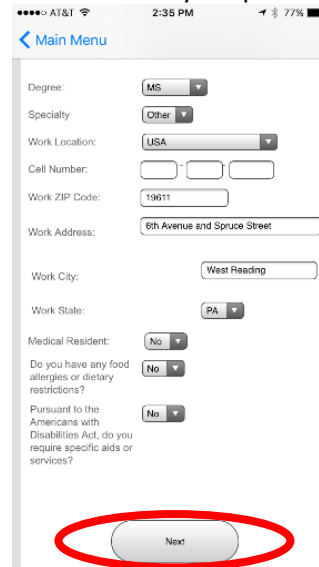 AT&T 2:35 PM 77%
Main Menu
Degree: MS
Specialty Other
Work Location: USA
Cell Number: - -
Work ZIP Code: 19611
Work Address: 6th Avenue and Spruce Street
Work City: West Reading
Work State: PA
Medical Resident: No
Do you have any food
allergies or dietary
restrictions?
No
Pursuant to the
Americans with
Disabilities Act, do you
require specific aids or
services?
No
Next